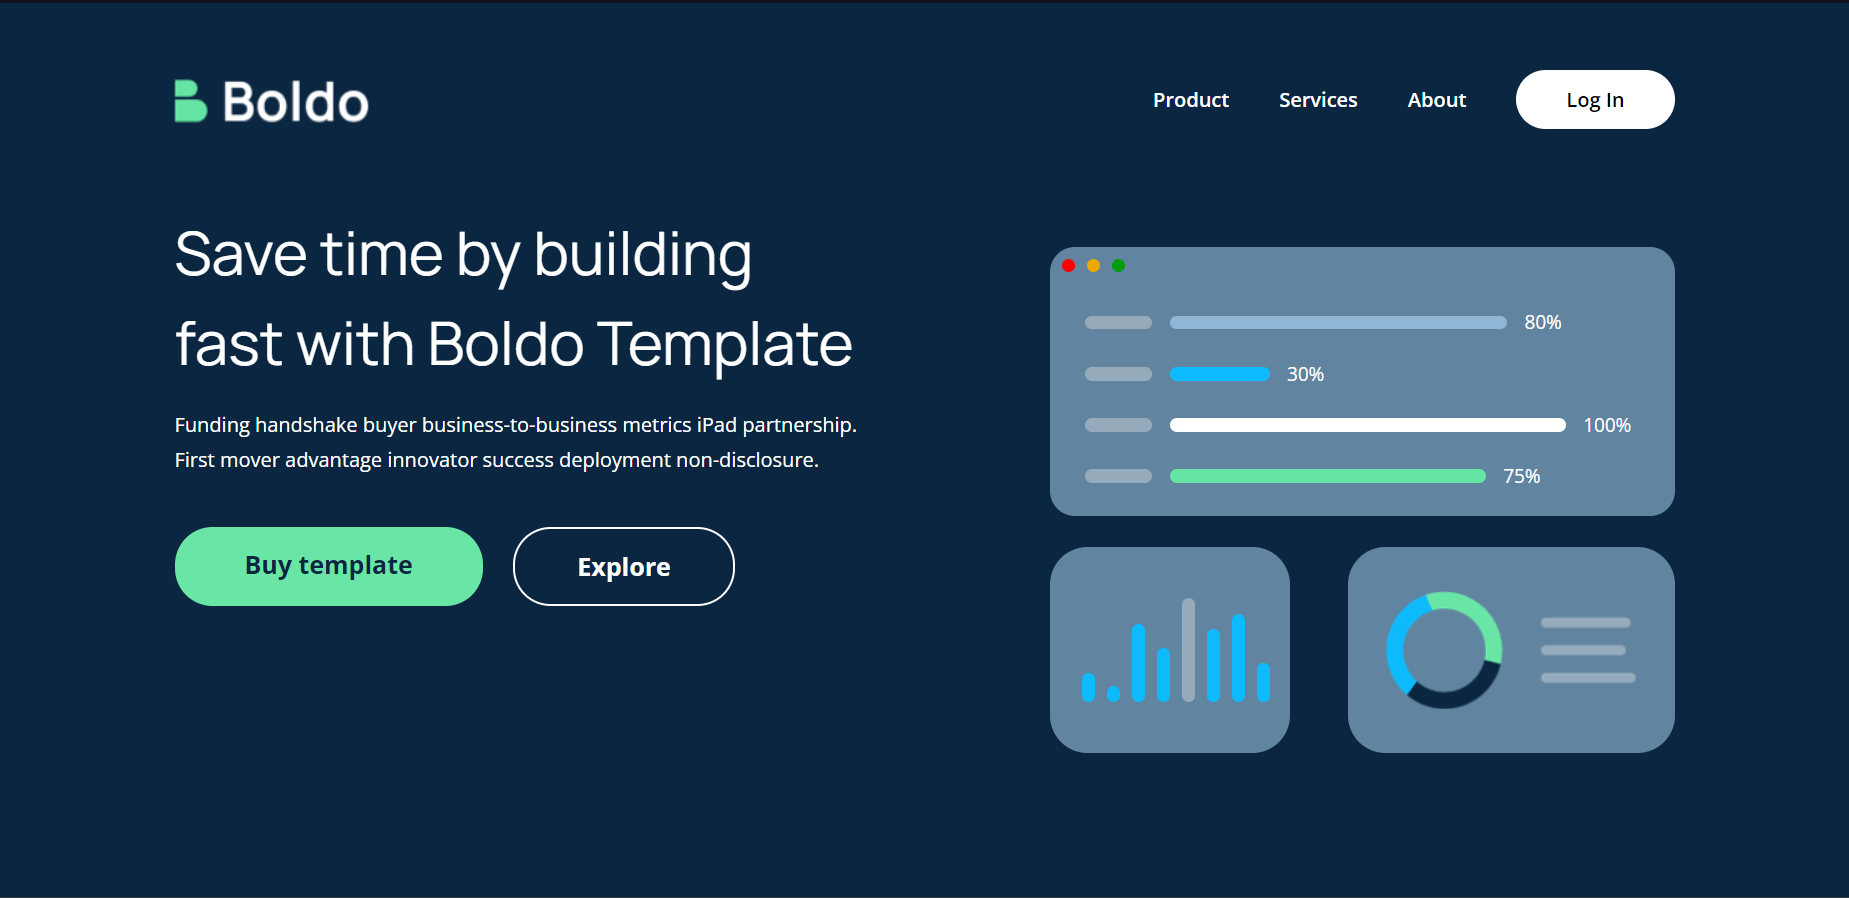 Boldo
Product Services About Log In
Save time by building
fast with Boldo Template
Funding handshake buyer business-to-business metrics iPad partnership.
First mover advantage innovator success deployment non-disclosure.
Buy template Explore
80%
30%
100%
75%